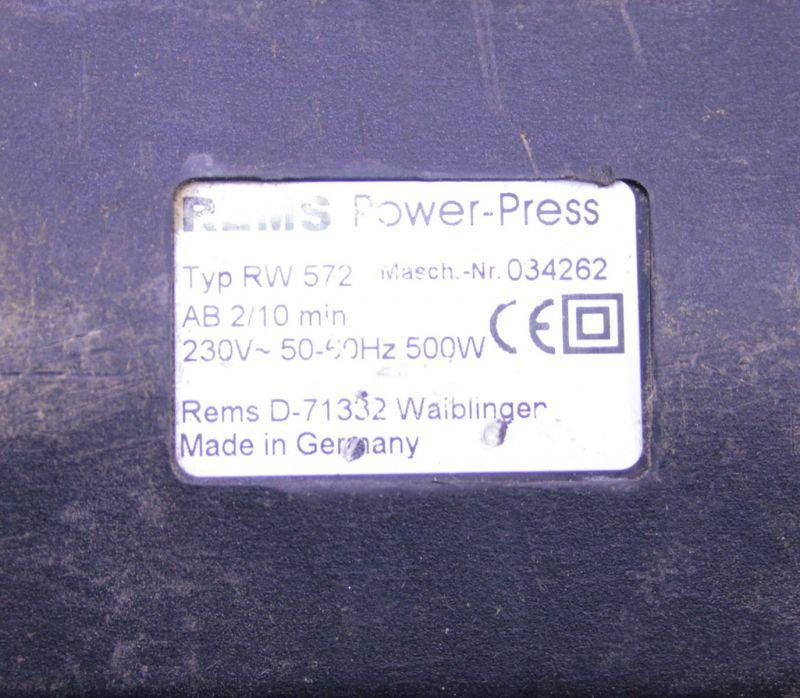 REMS Power-Press
Typ RW 572 Masch.-Nr. 034262
AB 2/10 min
230V~ 50-60Hz 500W CE
Rems D-71332 Waiblingen
Made in Germany